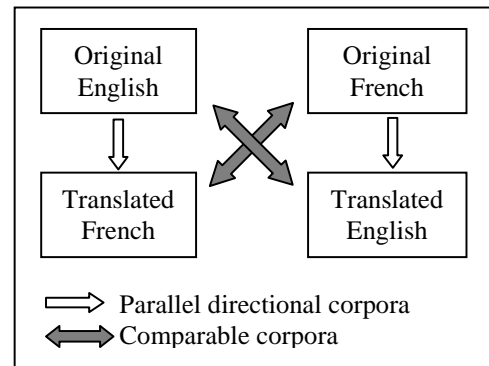 Original
English
Original
French
Translated
French
Translated
English
Parallel directional corpora
Comparable corpora